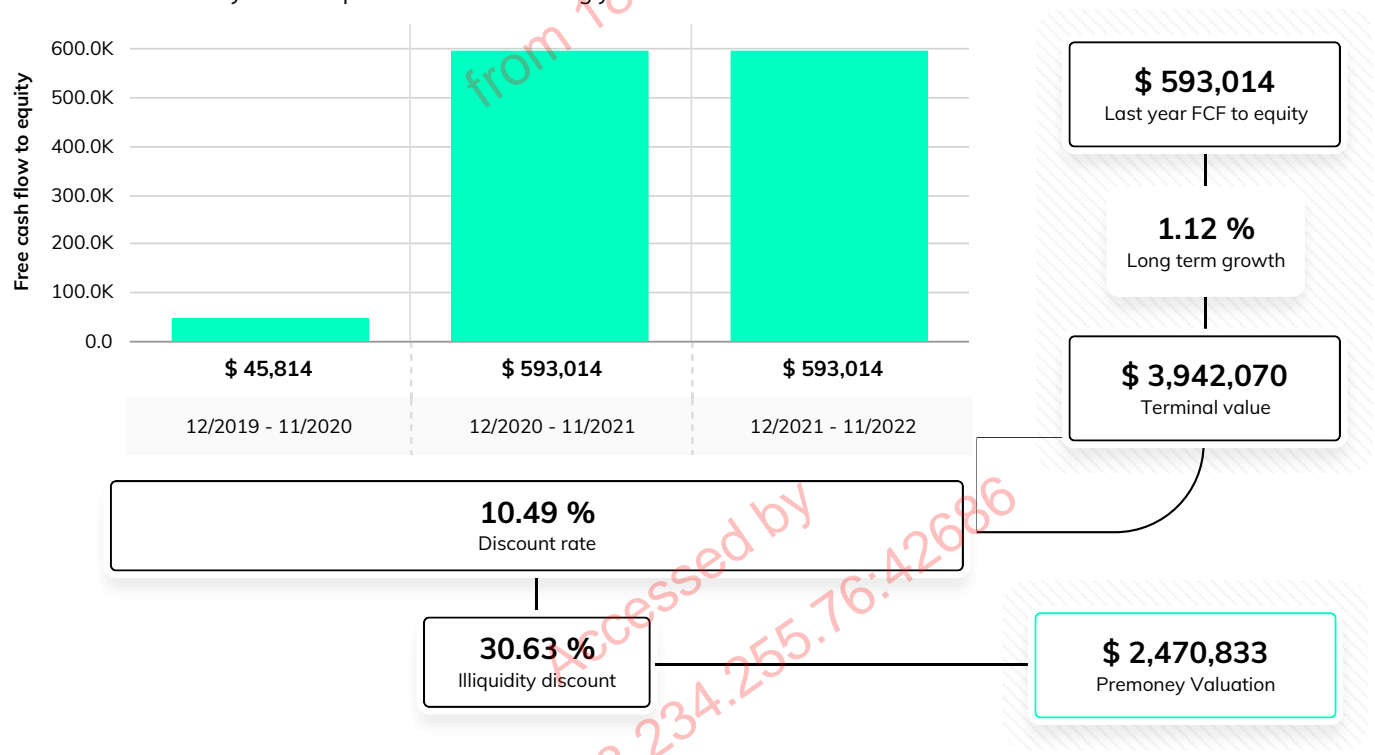 600.0K
500.0K
400.0K
300.0K
200.0K
100.0K
0.0
Free cash flow to equity
$ 45,814
$ 593,014
$ 593,014
12/2019 - 11/2020
12/2020 - 11/2021
12/2021 - 11/2022
$ 593,014
Last year FCF to equity
1.12 %
Long term growth
$ 3,942,070
Terminal value
10.49 %
Discount rate
30.63 %
Illiquidity discount
$ 2,470,833
Premoney Valuation
from
Accessed by
.234.255.76:42686